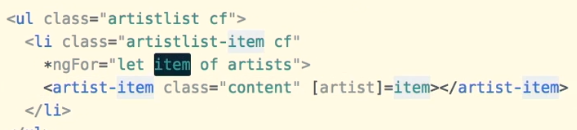 <ul class="artistlist cf">
<li class="artistlist-item cf"
*ngFor="let item of artists">
<artist-item class="content" [artist]=item></artist-item>
</li>